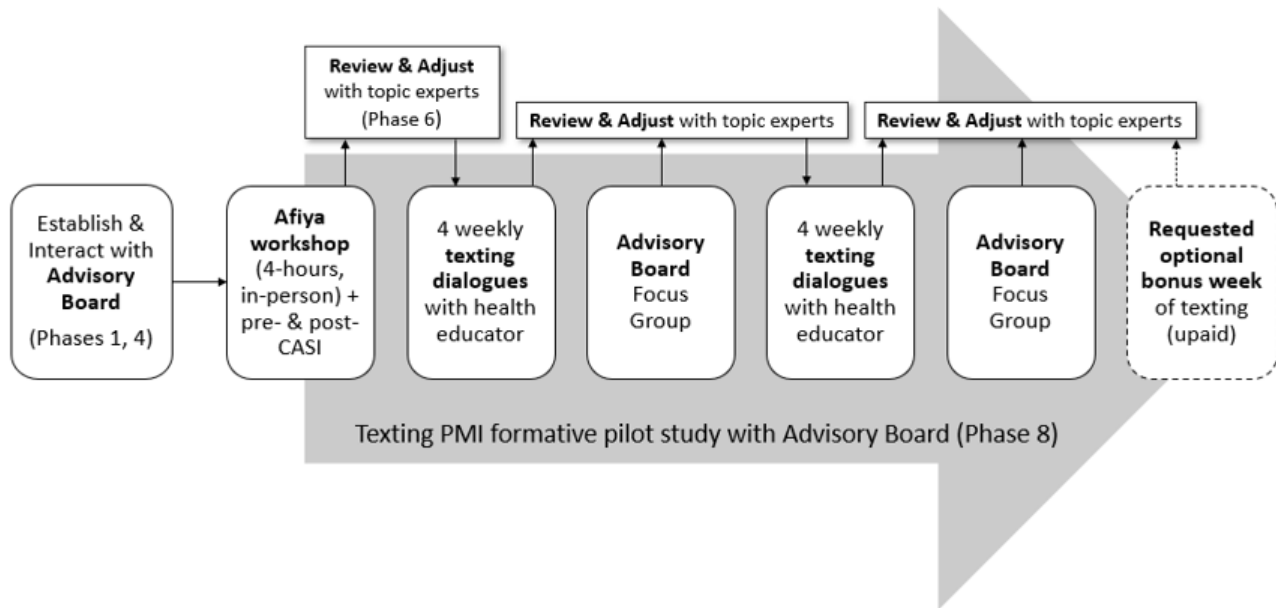 Review & Adjust
with topic experts
(Phase 6)
Review & Adjust with topic experts
Review & Adjust with topic experts
Establish &
Interact with
Advisory
Board
(Phases 1, 4)
Afiya
workshop
(4-hours,
in-person) +
pre- & post-
CASI
4 weekly
texting
dialogues
with health
educator
Advisory
Board
Focus
Group
4 weekly
texting
dialogues
with health
educator
Advisory
Board
Focus
Group
Requested
optional
bonus week
of texting
(upaid)
Texting PMI formative pilot study with Advisory Board (Phase 8)